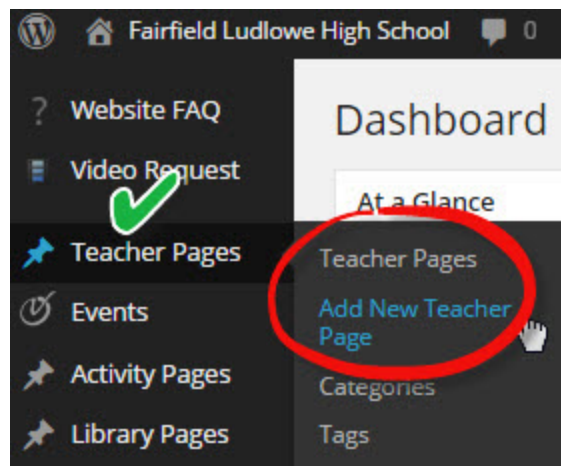 Fairfield Ludlowe High School 0
Website FAQ
Dashboard
Video Request
At a Glance
Teacher Pages
Teacher Pages
Events
Add New Teacher
Page
Activity Pages
Categories
Library Pages
Tags